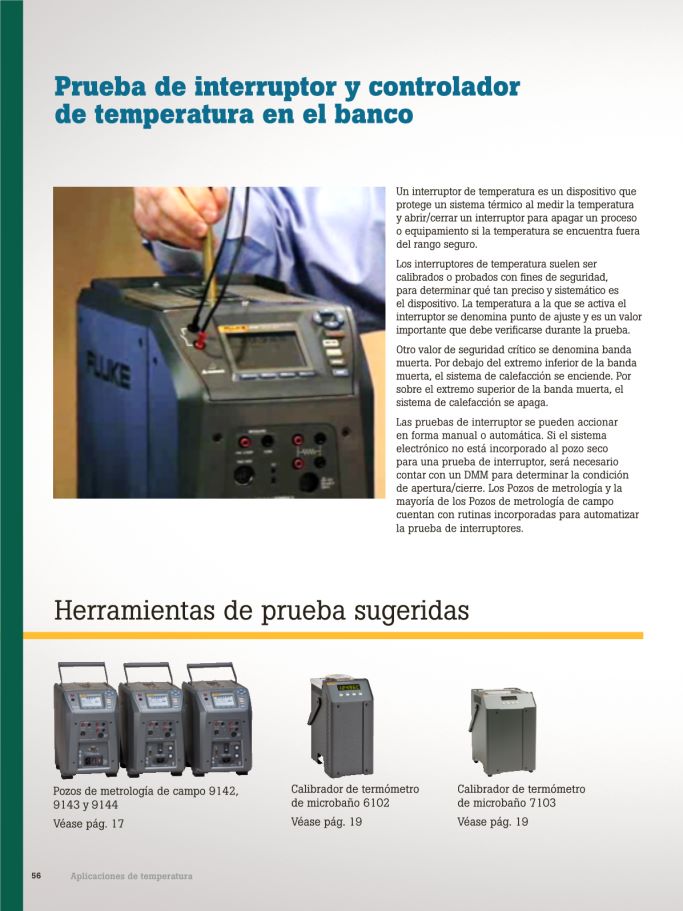 Prueba de interruptor y controlador
de temperatura en el banco
Un interruptor de temperatura es un dispositivo que
protege un sistema térmico al medir la temperatura
y abrir/cerrar un interruptor para apagar un proceso
o equipamiento si la temperatura se encuentra fuera
del rango seguro.
Los interruptores de temperatura suelen ser
calibrados o probados con fines de seguridad,
para determinar qué tan preciso y sistemático es
el dispositivo. La temperatura a la que se activa el
interruptor se denomina punto de ajuste y es un valor
importante que debe verificarse durante la prueba.
Otro valor de seguridad crítico se denomina banda
muerta. Por debajo del extremo inferior de la banda
muerta, el sistema de calefacción se enciende. Por
sobre el extremo superior de la banda muerta, el
sistema de calefacción se apaga.
Las pruebas de interruptor se pueden accionar
en forma manual o automática. Si el sistema
electrónico no está incorporado al pozo seco
para una prueba de interruptor, será necesario
contar con un DMM para determinar la condición
de apertura/cierre. Los Pozos de metrología y la
mayoría de los Pozos de metrología de campo
cuentan con rutinas incorporadas para automatizar
la prueba de interruptores.
FLUKE
Herramientas de prueba sugeridas
Pozos de metrología de campo 9142,
9143 y 9144
Véase pág. 17
Calibrador de termómetro
de microbaño 6102
Véase pág. 19
Calibrador de termómetro
de microbaño 7103
Véase pág. 19
56 Aplicaciones de temperatura